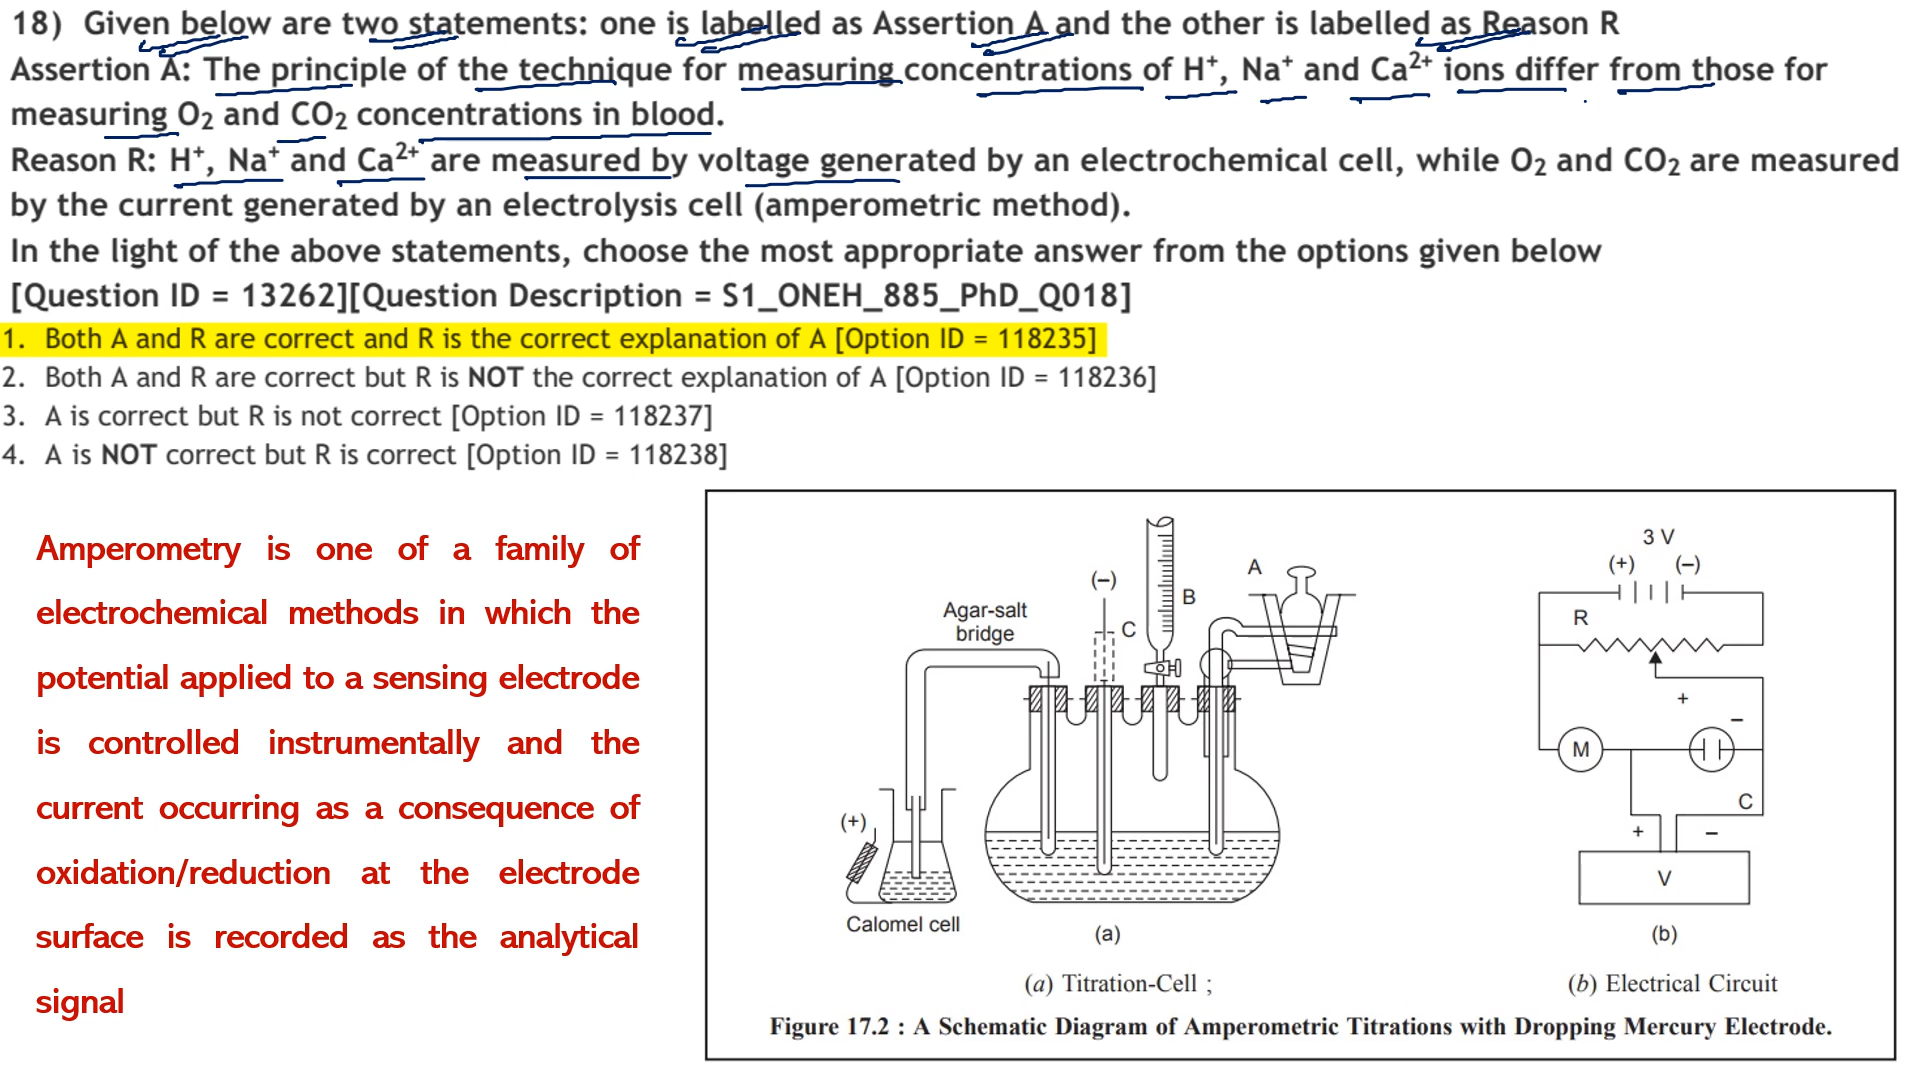 18) Given below are two statements: one is labelled as Assertion A and the other is labelled as Reason R
Assertion A: The principle of the technique for measuring concentrations of H⁺, Na⁺ and Ca²⁺ ions differ from those for
measuring O₂ and CO₂ concentrations in blood.
Reason R: H⁺, Na⁺ and Ca²⁺ are measured by voltage generated by an electrochemical cell, while O₂ and CO₂ are measured
by the current generated by an electrolysis cell (amperometric method).
In the light of the above statements, choose the most appropriate answer from the options given below
[Question ID = 13262][Question Description = S1_ONEH_885_PhD_Q018]
1. Both A and R are correct and R is the correct explanation of A [Option ID = 118235]
2. Both A and R are correct but R is NOT the correct explanation of A [Option ID = 118236]
3. A is correct but R is not correct [Option ID = 118237]
4. A is NOT correct but R is correct [Option ID = 118238]
Amperometry is one of a family of
electrochemical methods in which the
potential applied to a sensing electrode
is controlled instrumentally and the
current occurring as a consequence of
oxidation/reduction at the electrode
surface is recorded as the analytical
signal
Agar-salt
bridge
(–)
C
B
A
(+)
Calomel cell
(a)
3 V
(+) (–)
R
+
–
M
C
+ –
V
(b)
(a) Titration-Cell ;
(b) Electrical Circuit
Figure 17.2 : A Schematic Diagram of Amperometric Titrations with Dropping Mercury Electrode.